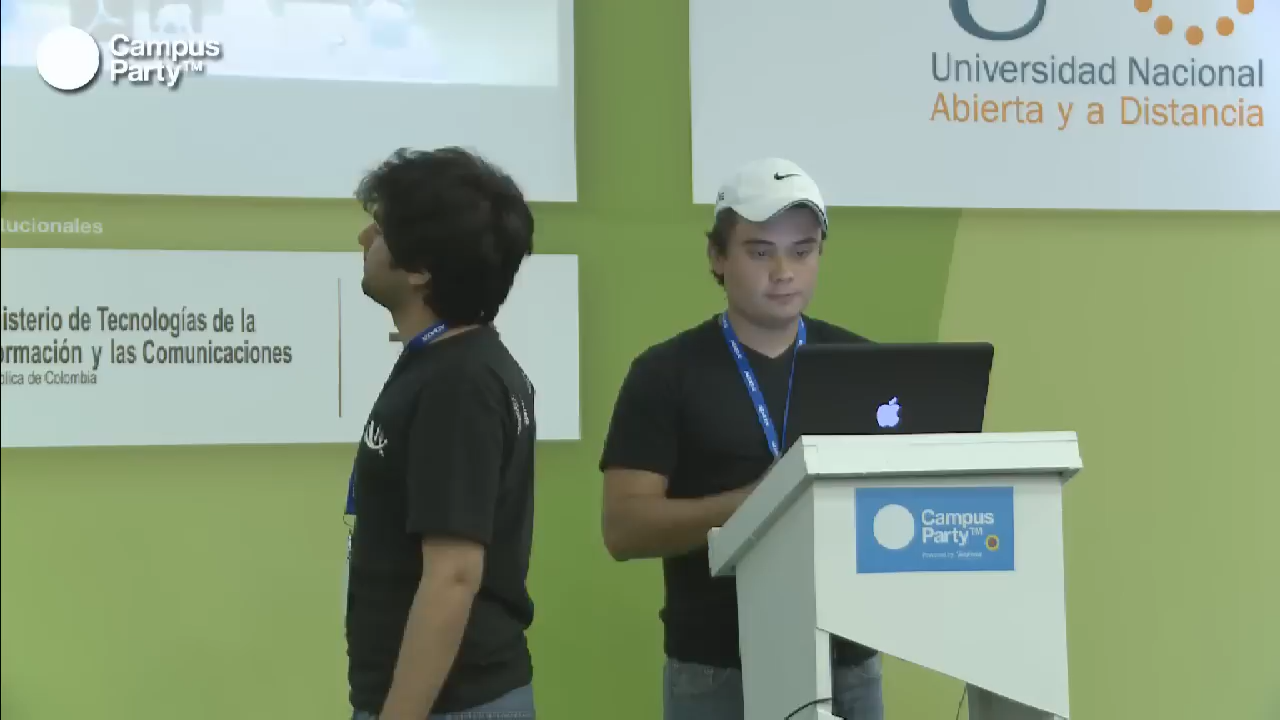 Campus
Party™
Universidad Nacional
Abierta y a Distancia
tucionales
isterio de Tecnologías de la
ormación y las Comunicaciones
blica de Colombia
Campus
Party™